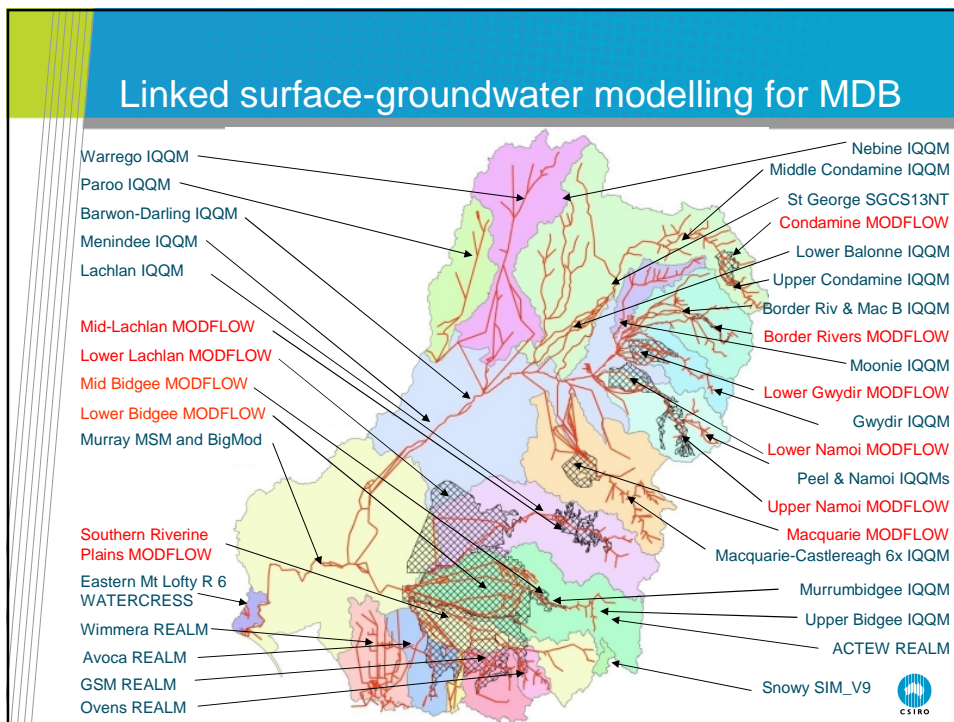 Linked surface-groundwater modelling for MDB
Warrego IQQM
Paroo IQQM
Barwon-Darling IQQM
Menindee IQQM
Lachlan IQQM
Mid-Lachlan MODFLOW
Lower Lachlan MODFLOW
Mid Bidgee MODFLOW
Lower Bidgee MODFLOW
Murray MSM and BigMod
Southern Riverine
Plains MODFLOW
Eastern Mt Lofty R 6
WATERCRESS
Wimmera REALM
Avoca REALM
GSM REALM
Ovens REALM
Nebine IQQM
Middle Condamine IQQM
St George SGCS13NT
Condamine MODFLOW
Lower Balonne IQQM
Upper Condamine IQQM
Border Riv & Mac B IQQM
Border Rivers MODFLOW
Moonie IQQM
Lower Gwydir MODFLOW
Gwydir IQQM
Lower Namoi MODFLOW
Peel & Namoi IQQMs
Upper Namoi MODFLOW
Macquarie MODFLOW
Macquarie-Castlereagh 6x IQQM
Murrumbidgee IQQM
Upper Bidgee IQQM
ACTEW REALM
Snowy SIM_V9
CSIRO